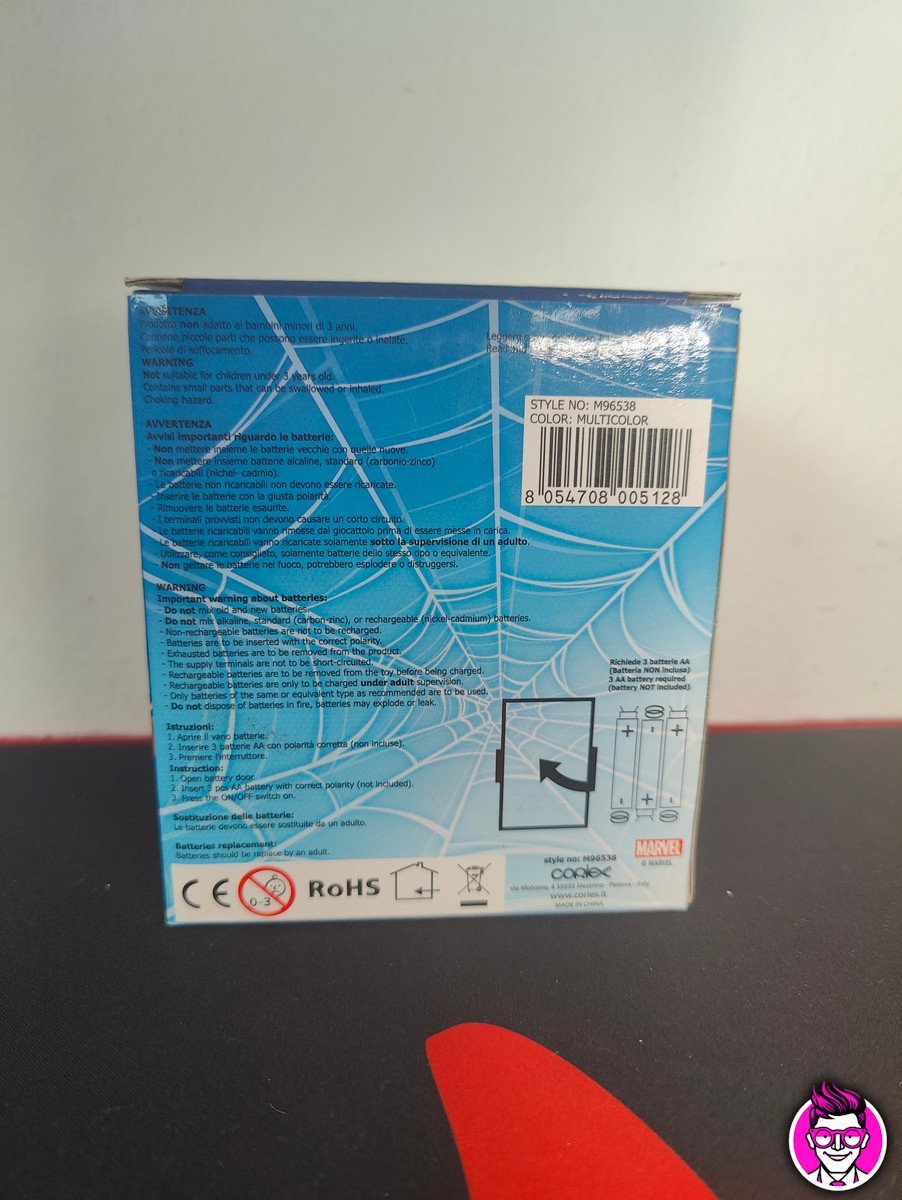 AVVERTENZA
Prodotto non adatto ai bambini minori di 3 anni.
Contiene piccole parti che possono essere ingerite o inalate.
Pericolo di soffocamento.
WARNING
Not suitable for children under 3 years old.
Contains small parts that can be swallowed or inhaled.
Choking hazard.
Leggere
Read
STYLE NO: M96538
COLOR: MULTICOLOR
8 054708 005128
AVVERTENZA
Avvisi importanti riguardo le batterie:
- Non mettere insieme le batterie vecchie con quelle nuove.
- Non mettere insieme batterie alcaline, standard (carbonio-zinco)
o ricaricabili (nichel- cadmio).
- Le batterie non ricaricabili non devono essere ricaricate.
- Inserire le batterie con la giusta polarità.
- Rimuovere le batterie esaurite.
- I terminali provvisti non devono causare un corto circuito.
- Le batterie ricaricabili vanno rimosse dal giocattolo prima di essere messe in carica.
- Le batterie ricaricabili vanno ricaricate solamente sotto la supervisione di un adulto.
- Utilizzare, come consigliato, solamente batterie dello stesso tipo o equivalente.
- Non gettare le batterie nel fuoco, potrebbero esplodere o distruggersi.
WARNING
Important warning about batteries:
- Do not mix old and new batteries.
- Do not mix alkaline, standard (carbon-zinc), or rechargeable (nickel-cadmium) batteries.
- Non-rechargeable batteries are not to be recharged.
- Batteries are to be inserted with the correct polarity.
- Exhausted batteries are to be removed from the product.
- The supply terminals are not to be short-circuited.
- Rechargeable batteries are to be removed from the toy before being charged.
- Rechargeable batteries are only to be charged under adult supervision.
- Only batteries of the same or equivalent type as recommended are to be used.
- Do not dispose of batteries in fire, batteries may explode or leak.
Richiede 3 batterie AA
(Batteria NON inclusa)
3 AA battery required
(battery NOT included)
+ - +
- + -
Istruzioni:
1. Aprire il vano batterie.
2. Inserire 3 batterie AA con polarità corretta (non incluse).
3. Premere l'interruttore.
Instruction:
1. Open battery door.
2. Insert 3 pcs AA battery with correct polarity (not included).
3. Press the ON/OFF switch on.
Sostituzione delle batterie:
Le batterie devono essere sostituite da un adulto.
Batteries replacement:
Batteries should be replace by an adult.
MARVEL
© MARVEL
CE
0-3
RoHS
style no: M96538
coriex
via Molveno, 4 35035 Mestrino - Padova - Italy
www.coriex.it
MADE IN CHINA